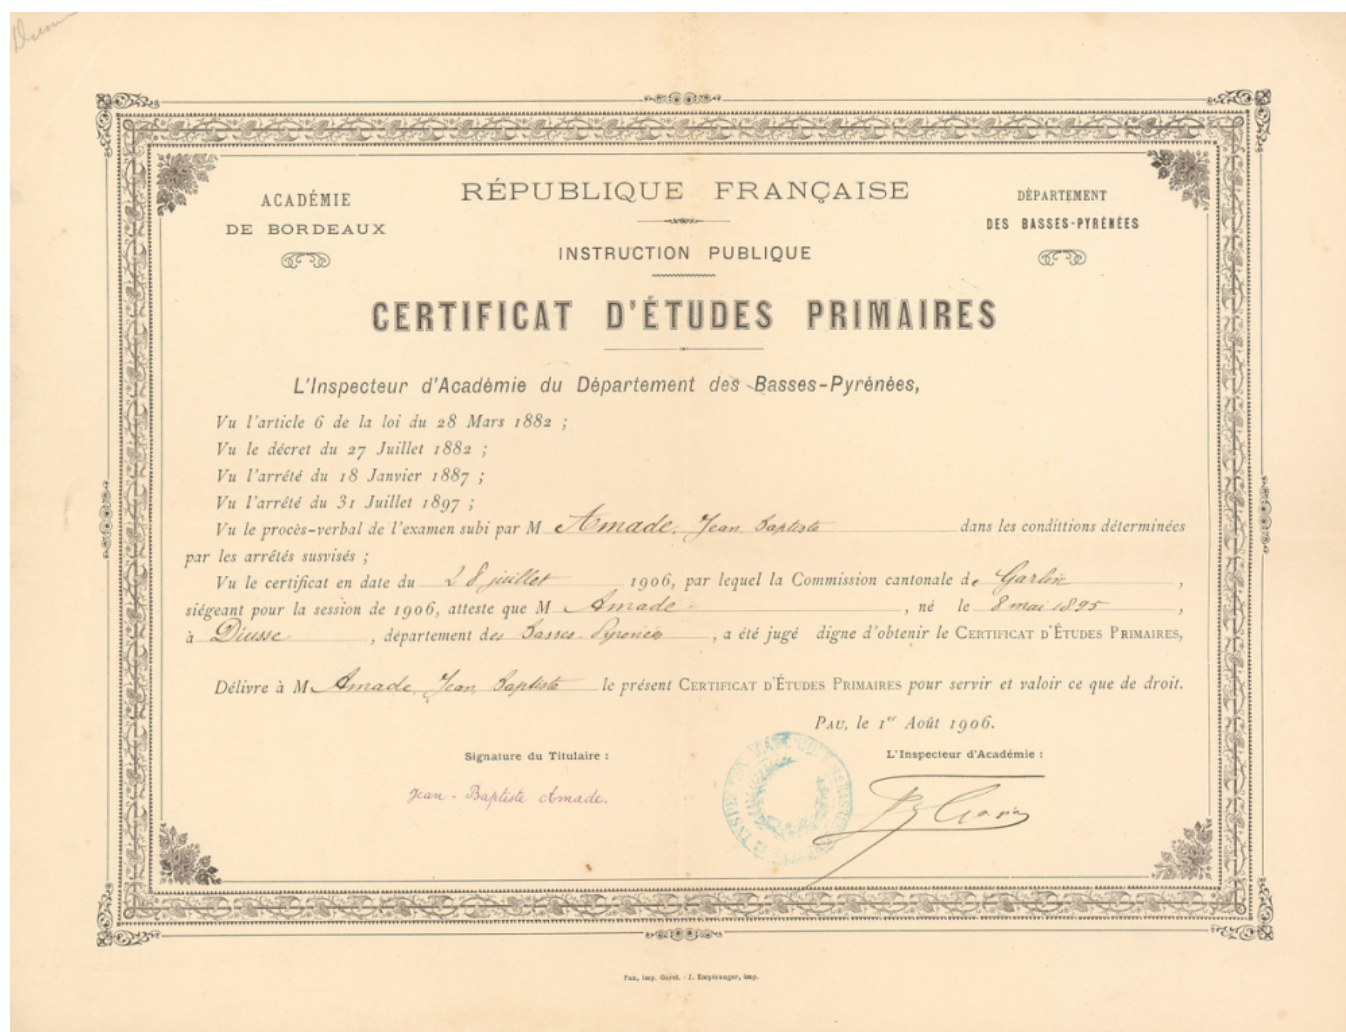 ACADÉMIE
DE BORDEAUX
RÉPUBLIQUE FRANÇAISE
INSTRUCTION PUBLIQUE
DÉPARTEMENT
DES BASSES-PYRÉNÉES
CERTIFICAT D'ÉTUDES PRIMAIRES
L'Inspecteur d'Académie du Département des Basses-Pyrénées,
Vu l'article 6 de la loi du 28 Mars 1882 ;
Vu le décret du 27 Juillet 1882 ;
Vu l'arrêté du 18 Janvier 1887 ;
Vu l'arrêté du 31 Juillet 1897 ;
Vu le procès-verbal de l'examen subi par M Amade, Jean Baptiste dans les conditions déterminées
par les arrêtés susvisés ;
Vu le certificat en date du 28 juillet 1906, par lequel la Commission cantonale de Garlin,
siégeant pour la session de 1906, atteste que M Amade, né le 8 mai 1895,
à Diusse, département des Basses-Pyrénées, a été jugé digne d'obtenir le CERTIFICAT D'ÉTUDES PRIMAIRES,
Délivre à M Amade, Jean Baptiste le présent CERTIFICAT D'ÉTUDES PRIMAIRES pour servir et valoir ce que de droit.
PAU, le 1er Août 1906.
Signature du Titulaire :
L'Inspecteur d'Académie :
Jean-Baptiste Amade.
Pau, imp. Garet. - J. Empérauger, imp.